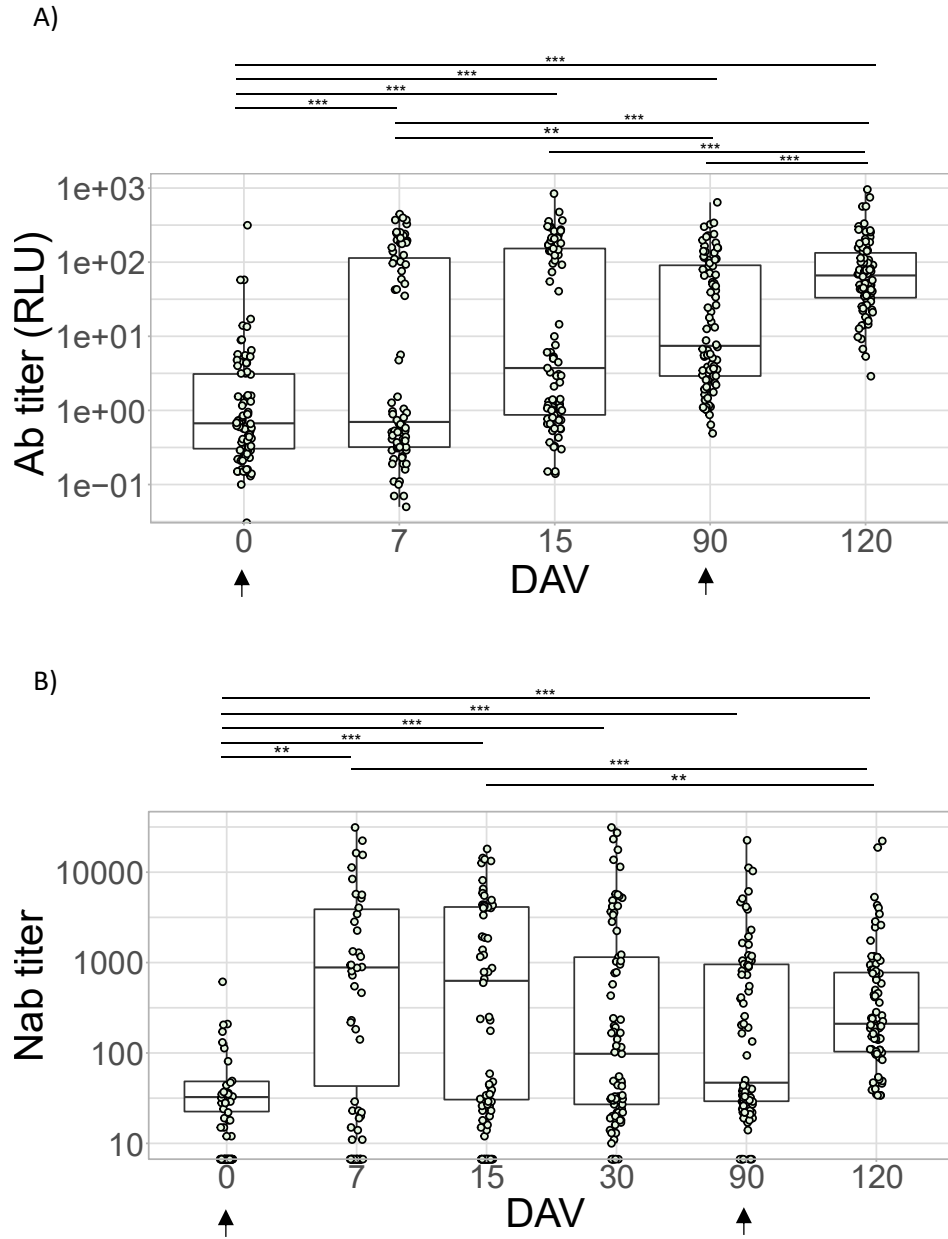 A)
***
***
***
***
***
**
***
***
1e+03
1e+02
1e+01
1e+00
1e−01
Ab titer (RLU)
0 7 15 90 120
DAV
B)
***
***
***
***
**
***
**
10000
1000
100
10
Nab titer
0 7 15 30 90 120
DAV